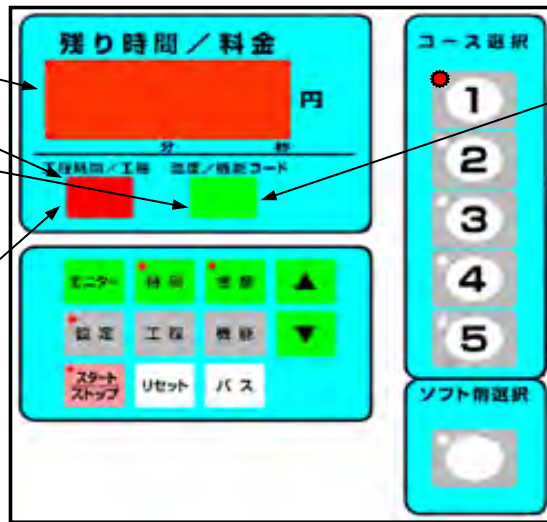 残り時間／料金
円
分 秒
工程時間／工程 温度／機能コード
モニター 時間 温度 ▲
設定 工程 機能 ▼
スタート
ストップ リセット パス
コース選択
1
2
3
4
5
ソフト剤選択